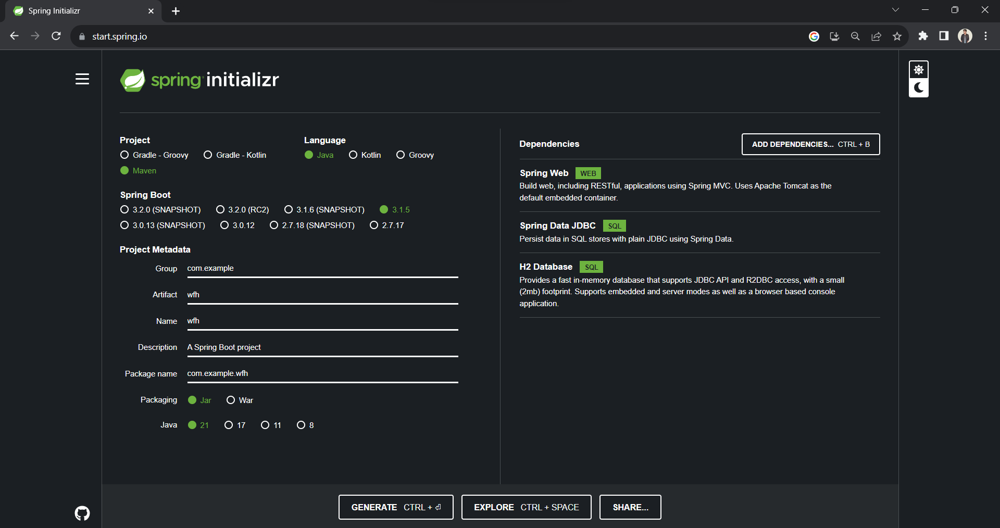 Spring Initializr
start.spring.io
spring initializr
Project
Gradle - Groovy Gradle - Kotlin
Maven
Language
Java Kotlin Groovy
Spring Boot
3.2.0 (SNAPSHOT) 3.2.0 (RC2) 3.1.6 (SNAPSHOT) 3.1.5
3.0.13 (SNAPSHOT) 3.0.12 2.7.18 (SNAPSHOT) 2.7.17
Project Metadata
Group com.example
Artifact wfh
Name wfh
Description A Spring Boot project
Package name com.example.wfh
Packaging Jar War
Java 21 17 11 8
Dependencies ADD DEPENDENCIES... CTRL + B
Spring Web WEB
Build web, including RESTful, applications using Spring MVC. Uses Apache Tomcat as the
default embedded container.
Spring Data JDBC SQL
Persist data in SQL stores with plain JDBC using Spring Data.
H2 Database SQL
Provides a fast in-memory database that supports JDBC API and R2DBC access, with a small
(2mb) footprint. Supports embedded and server modes as well as a browser based console
application.
GENERATE CTRL + ⏎ EXPLORE CTRL + SPACE SHARE...